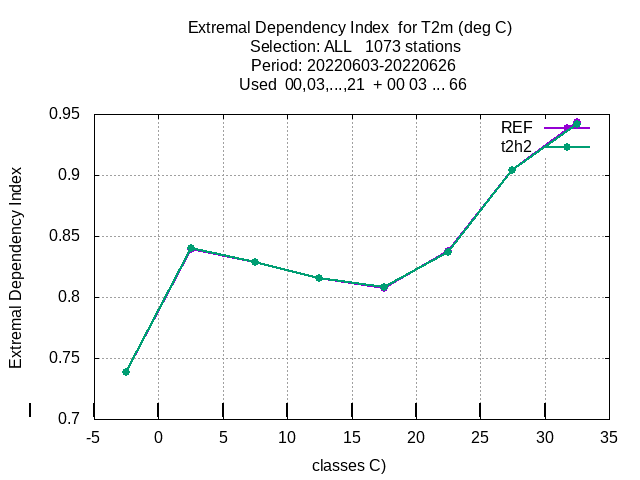 Extremal Dependency Index  for T2m (deg C)
Selection: ALL   1073 stations
Period: 20220603-20220626
Used  00,03,...,21  + 00 03 ... 66
Extremal Dependency Index
0.95
0.9
0.85
0.8
0.75
0.7
REF
t2h2
-5
0
5
10
15
20
25
30
35
classes C)